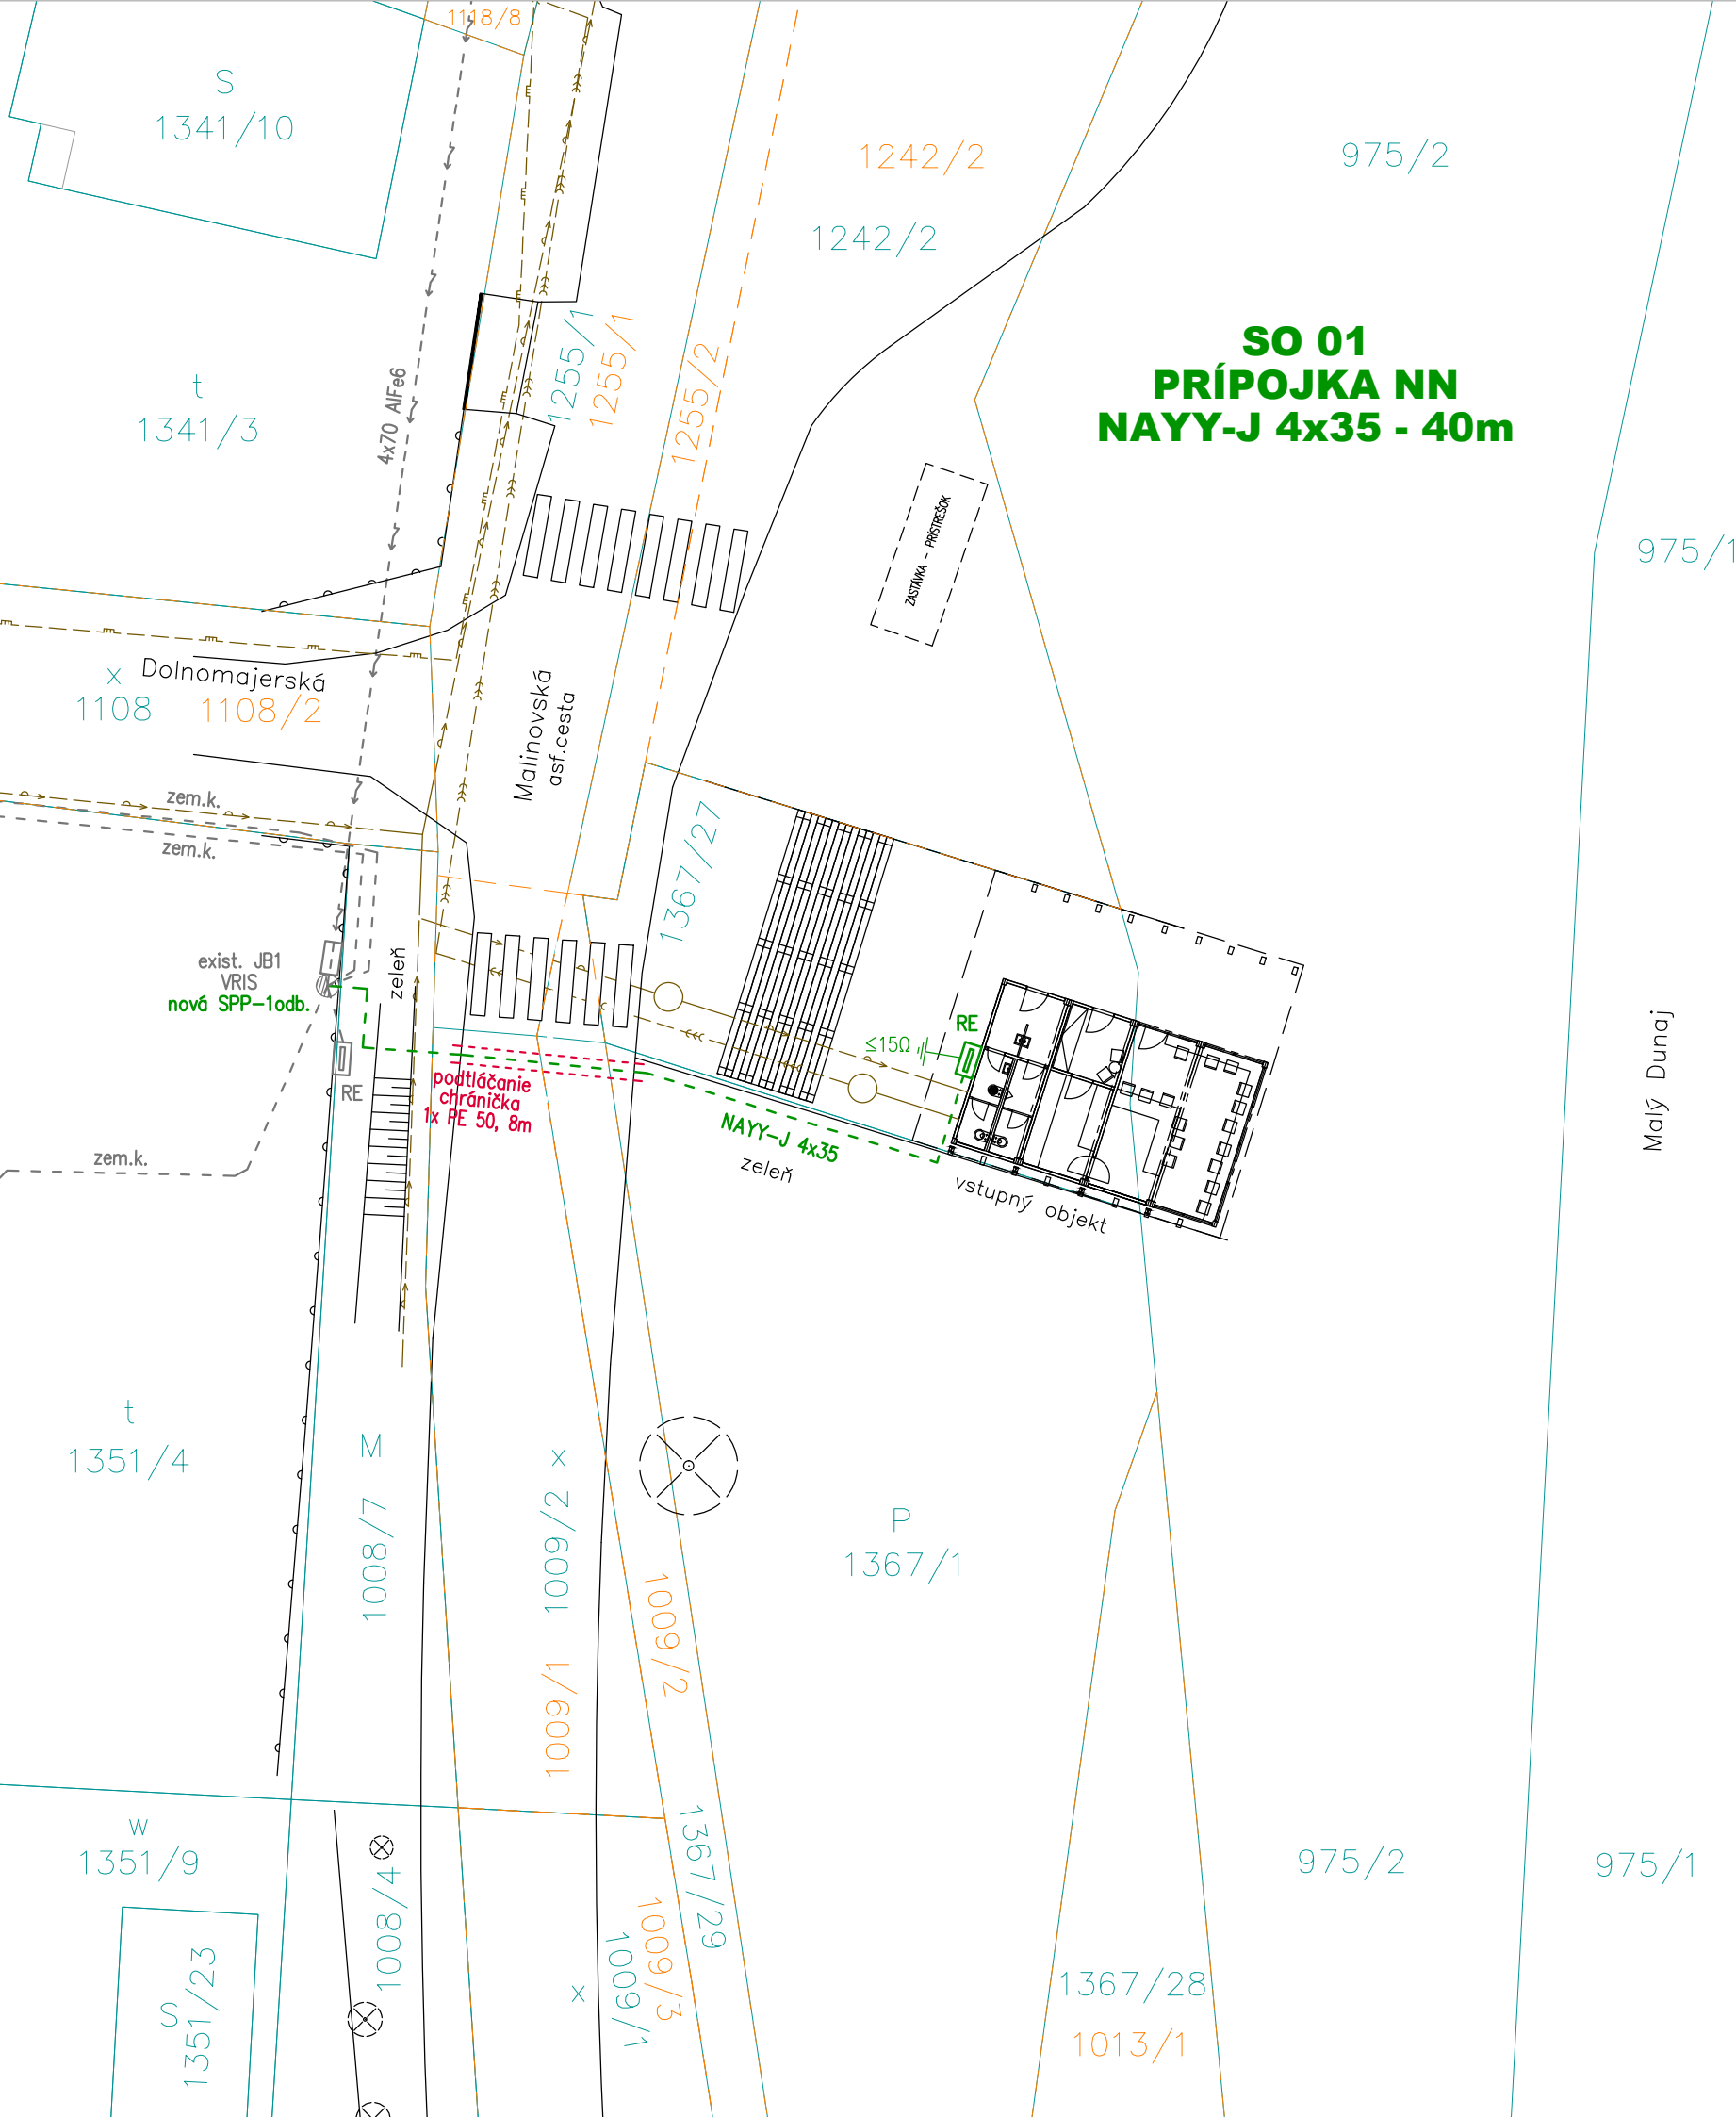 1118/8
S
1341/10
1242/2
975/2
1242/2
SO 01
PRÍPOJKA NN
NAYY-J 4x35 - 40m
1255/1
1255/1
1255/2
4x70 AlFe6
t
1341/3
ZASTÁVKA - PRÍSTREŠOK
975/1
Dolnomajerská
x
1108
1108/2
Malinovská
asf.cesta
zem.k.
zem.k.
1367/27
exist. JB1
VRIS
nová SPP-1odb.
zeleň
RE
≤15Ω
RE
podtláčanie
chránička
1x PE 50, 8m
NAYY-J 4x35
zeleň
vstupný objekt
Malý Dunaj
zem.k.
t
1351/4
M
1008/7
x
1009/2
1009/1
1009/2
P
1367/1
w
1351/9
1008/4
1367/29
975/2
975/1
S
1351/23
x
1009/1
1009/3
1367/28
1013/1